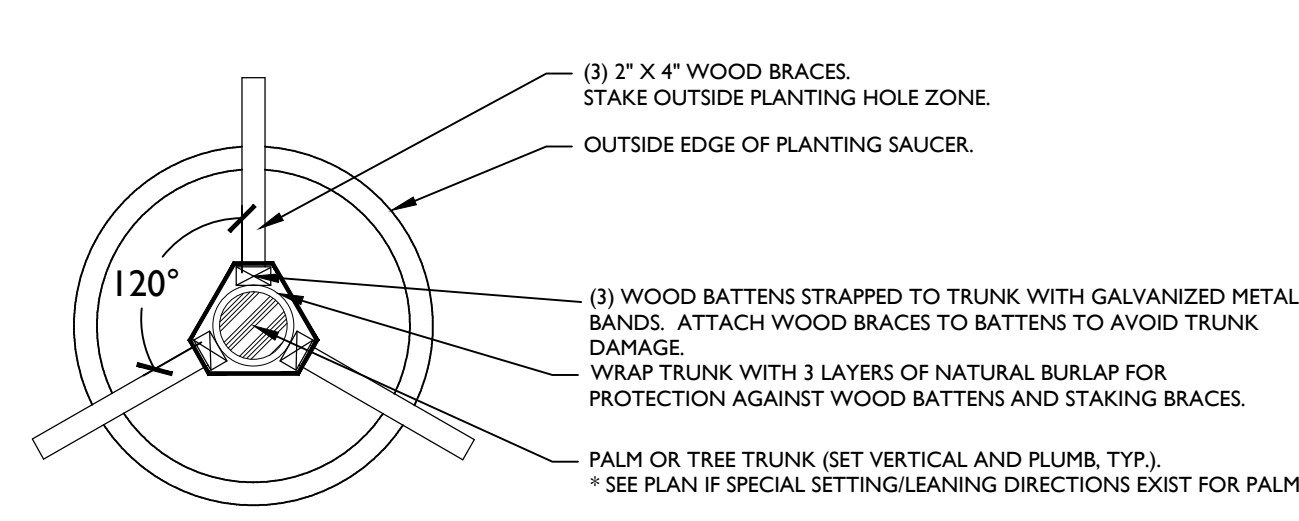 (3) 2" X 4" WOOD BRACES.
STAKE OUTSIDE PLANTING HOLE ZONE.
OUTSIDE EDGE OF PLANTING SAUCER.
120°
(3) WOOD BATTENS STRAPPED TO TRUNK WITH GALVANIZED METAL
BANDS. ATTACH WOOD BRACES TO BATTENS TO AVOID TRUNK
DAMAGE.
WRAP TRUNK WITH 3 LAYERS OF NATURAL BURLAP FOR
PROTECTION AGAINST WOOD BATTENS AND STAKING BRACES.
PALM OR TREE TRUNK (SET VERTICAL AND PLUMB, TYP.).
* SEE PLAN IF SPECIAL SETTING/LEANING DIRECTIONS EXIST FOR PALM